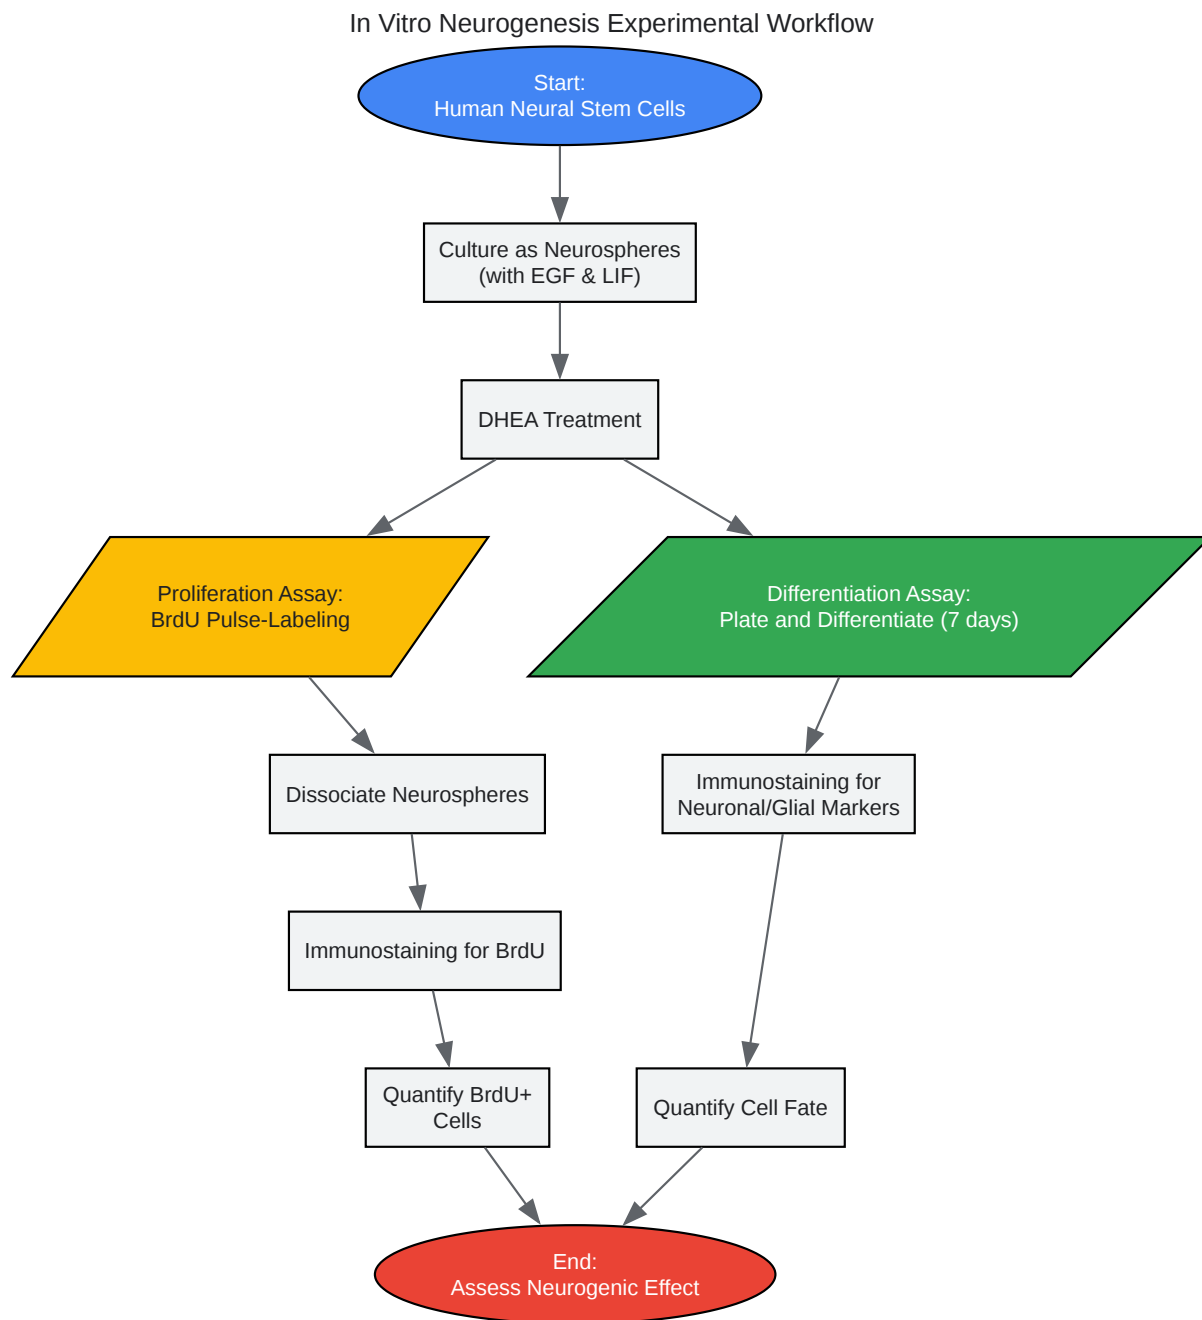 In Vitro Neurogenesis Experimental Workflow
Start:
Human Neural Stem Cells
Culture as Neurospheres
(with EGF & LIF)
DHEA Treatment
Proliferation Assay:
BrdU Pulse-Labeling
Differentiation Assay:
Plate and Differentiate (7 days)
Dissociate Neurospheres
Immunostaining for
Neuronal/Glial Markers
Immunostaining for BrdU
Quantify BrdU+
Cells
Quantify Cell Fate
End:
Assess Neurogenic Effect